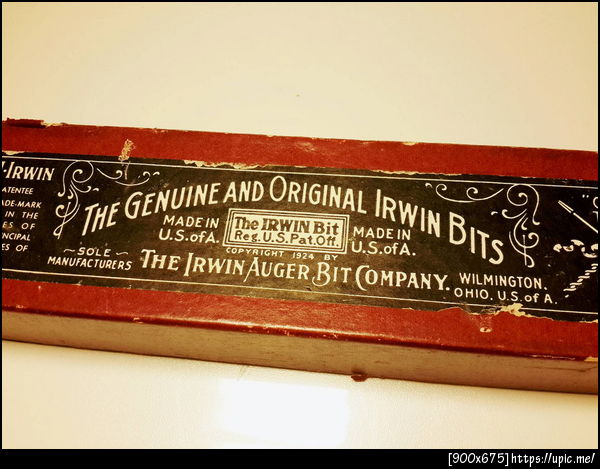 -IRWIN
PATENTEE
ADE-MARK
IN THE
ES OF
NCIPAL
ES OF
THE GENUINE AND ORIGINAL IRWIN BITS
MADE IN
U.S. of A.
The IRWIN Bit
Reg. U.S. Pat. Off.
MADE IN
U.S. of A.
COPYRIGHT 1924 BY
~SOLE~
MANUFACTURERS
THE IRWIN AUGER BIT COMPANY.
WILMINGTON,
OHIO. U.S. of A.
[900x675]https://upic.me/